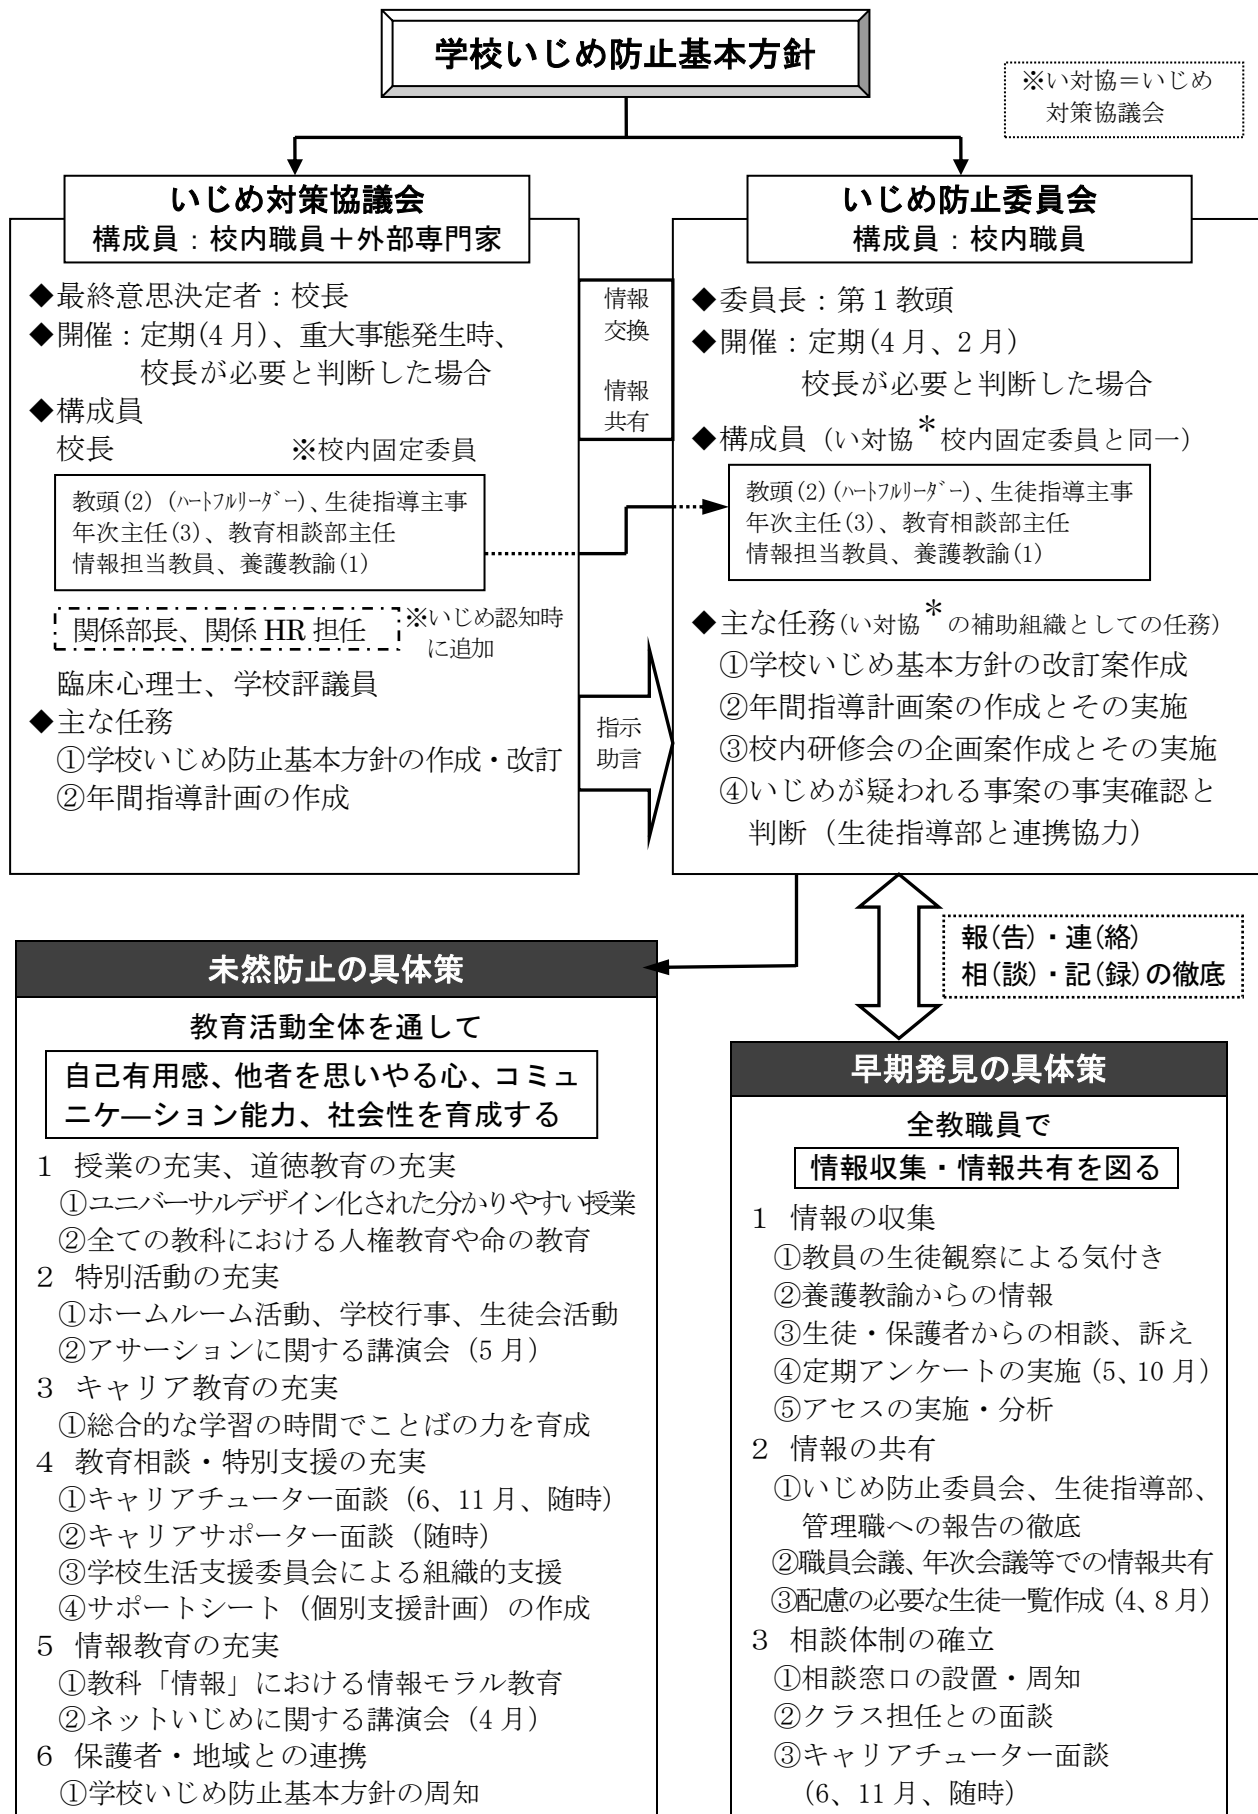 学校いじめ防止基本方針
※い対協＝いじめ
対策協議会
いじめ対策協議会
構成員：校内職員＋外部専門家
◆最終意思決定者：校長
◆開催：定期(4月)、重大事態発生時、
校長が必要と判断した場合
◆構成員
校長 ※校内固定委員
教頭(2) (ﾊｰﾄﾌﾙﾘｰﾀﾞｰ)、生徒指導主事
年次主任(3)、教育相談部主任
情報担当教員、養護教諭(1)
関係部長、関係HR担任
※いじめ認知時
に追加
臨床心理士、学校評議員
◆主な任務
①学校いじめ防止基本方針の作成・改訂
②年間指導計画の作成
情報
交換
情報
共有
指示
助言
いじめ防止委員会
構成員：校内職員
◆委員長：第1教頭
◆開催：定期(4月、2月)
校長が必要と判断した場合
◆構成員（い対協＊校内固定委員と同一）
教頭(2) (ﾊｰﾄﾌﾙﾘｰﾀﾞｰ)、生徒指導主事
年次主任(3)、教育相談部主任
情報担当教員、養護教諭(1)
◆主な任務(い対協＊の補助組織としての任務)
①学校いじめ基本方針の改訂案作成
②年間指導計画案の作成とその実施
③校内研修会の企画案作成とその実施
④いじめが疑われる事案の事実確認と
判断（生徒指導部と連携協力）
報(告)・連(絡)
相(談)・記(録)の徹底
未然防止の具体策
教育活動全体を通して
自己有用感、他者を思いやる心、コミュ
ニケ―ション能力、社会性を育成する
1 授業の充実、道徳教育の充実
①ユニバーサルデザイン化された分かりやすい授業
②全ての教科における人権教育や命の教育
2 特別活動の充実
①ホームルーム活動、学校行事、生徒会活動
②アサーションに関する講演会（5月）
3 キャリア教育の充実
①総合的な学習の時間でことばの力を育成
4 教育相談・特別支援の充実
①キャリアチューター面談（6、11月、随時）
②キャリアサポーター面談（随時）
③学校生活支援委員会による組織的支援
④サポートシート（個別支援計画）の作成
5 情報教育の充実
①教科「情報」における情報モラル教育
②ネットいじめに関する講演会（4月）
6 保護者・地域との連携
①学校いじめ防止基本方針の周知
早期発見の具体策
全教職員で
情報収集・情報共有を図る
1 情報の収集
①教員の生徒観察による気付き
②養護教諭からの情報
③生徒・保護者からの相談、訴え
④定期アンケートの実施（5、10月）
⑤アセスの実施・分析
2 情報の共有
①いじめ防止委員会、生徒指導部、
管理職への報告の徹底
②職員会議、年次会議等での情報共有
③配慮の必要な生徒一覧作成（4、8月）
3 相談体制の確立
①相談窓口の設置・周知
②クラス担任との面談
③キャリアチューター面談
（6、11月、随時）